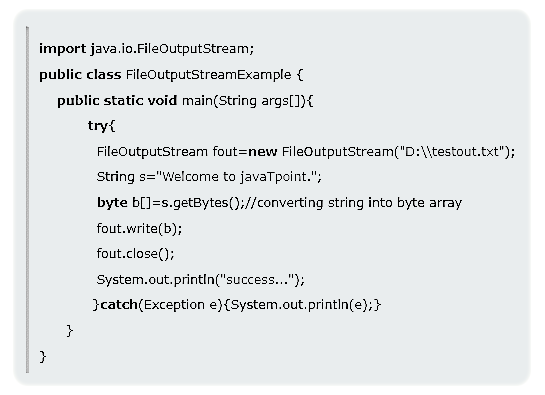 import java.io.FileOutputStream;
public class FileOutputStreamExample {
public static void main(String args[]){
try{
FileOutputStream fout=new FileOutputStream("D:\\testout.txt");
String s="Welcome to javaTpoint.";
byte b[]=s.getBytes();//converting string into byte array
fout.write(b);
fout.close();
System.out.println("success...");
}catch(Exception e){System.out.println(e);}
}
}